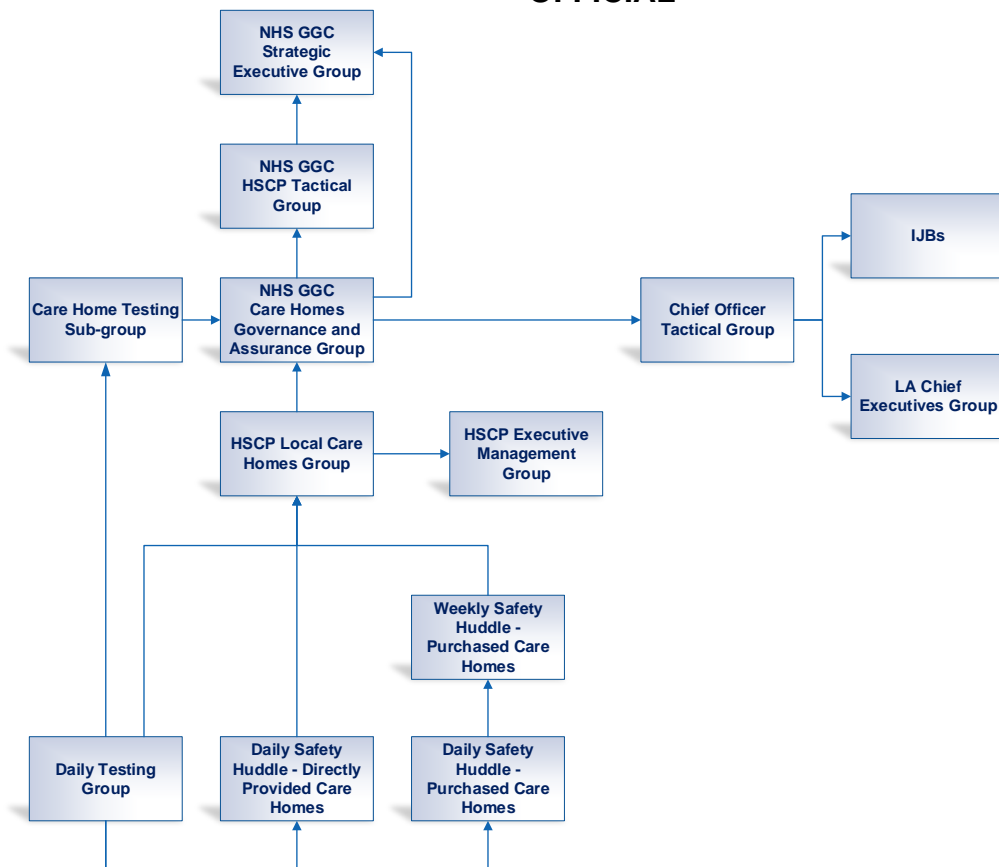 OFFICIAL
NHS GGC
Strategic
Executive Group
NHS GGC
HSCP Tactical
Group
IJBs
Care Home Testing
Sub-group
NHS GGC
Care Homes
Governance and
Assurance Group
Chief Officer
Tactical Group
LA Chief
Executives Group
HSCP Local Care
Homes Group
HSCP Executive
Management
Group
Weekly Safety
Huddle -
Purchased Care
Homes
Daily Testing
Group
Daily Safety
Huddle - Directly
Provided Care
Homes
Daily Safety
Huddle -
Purchased Care
Homes